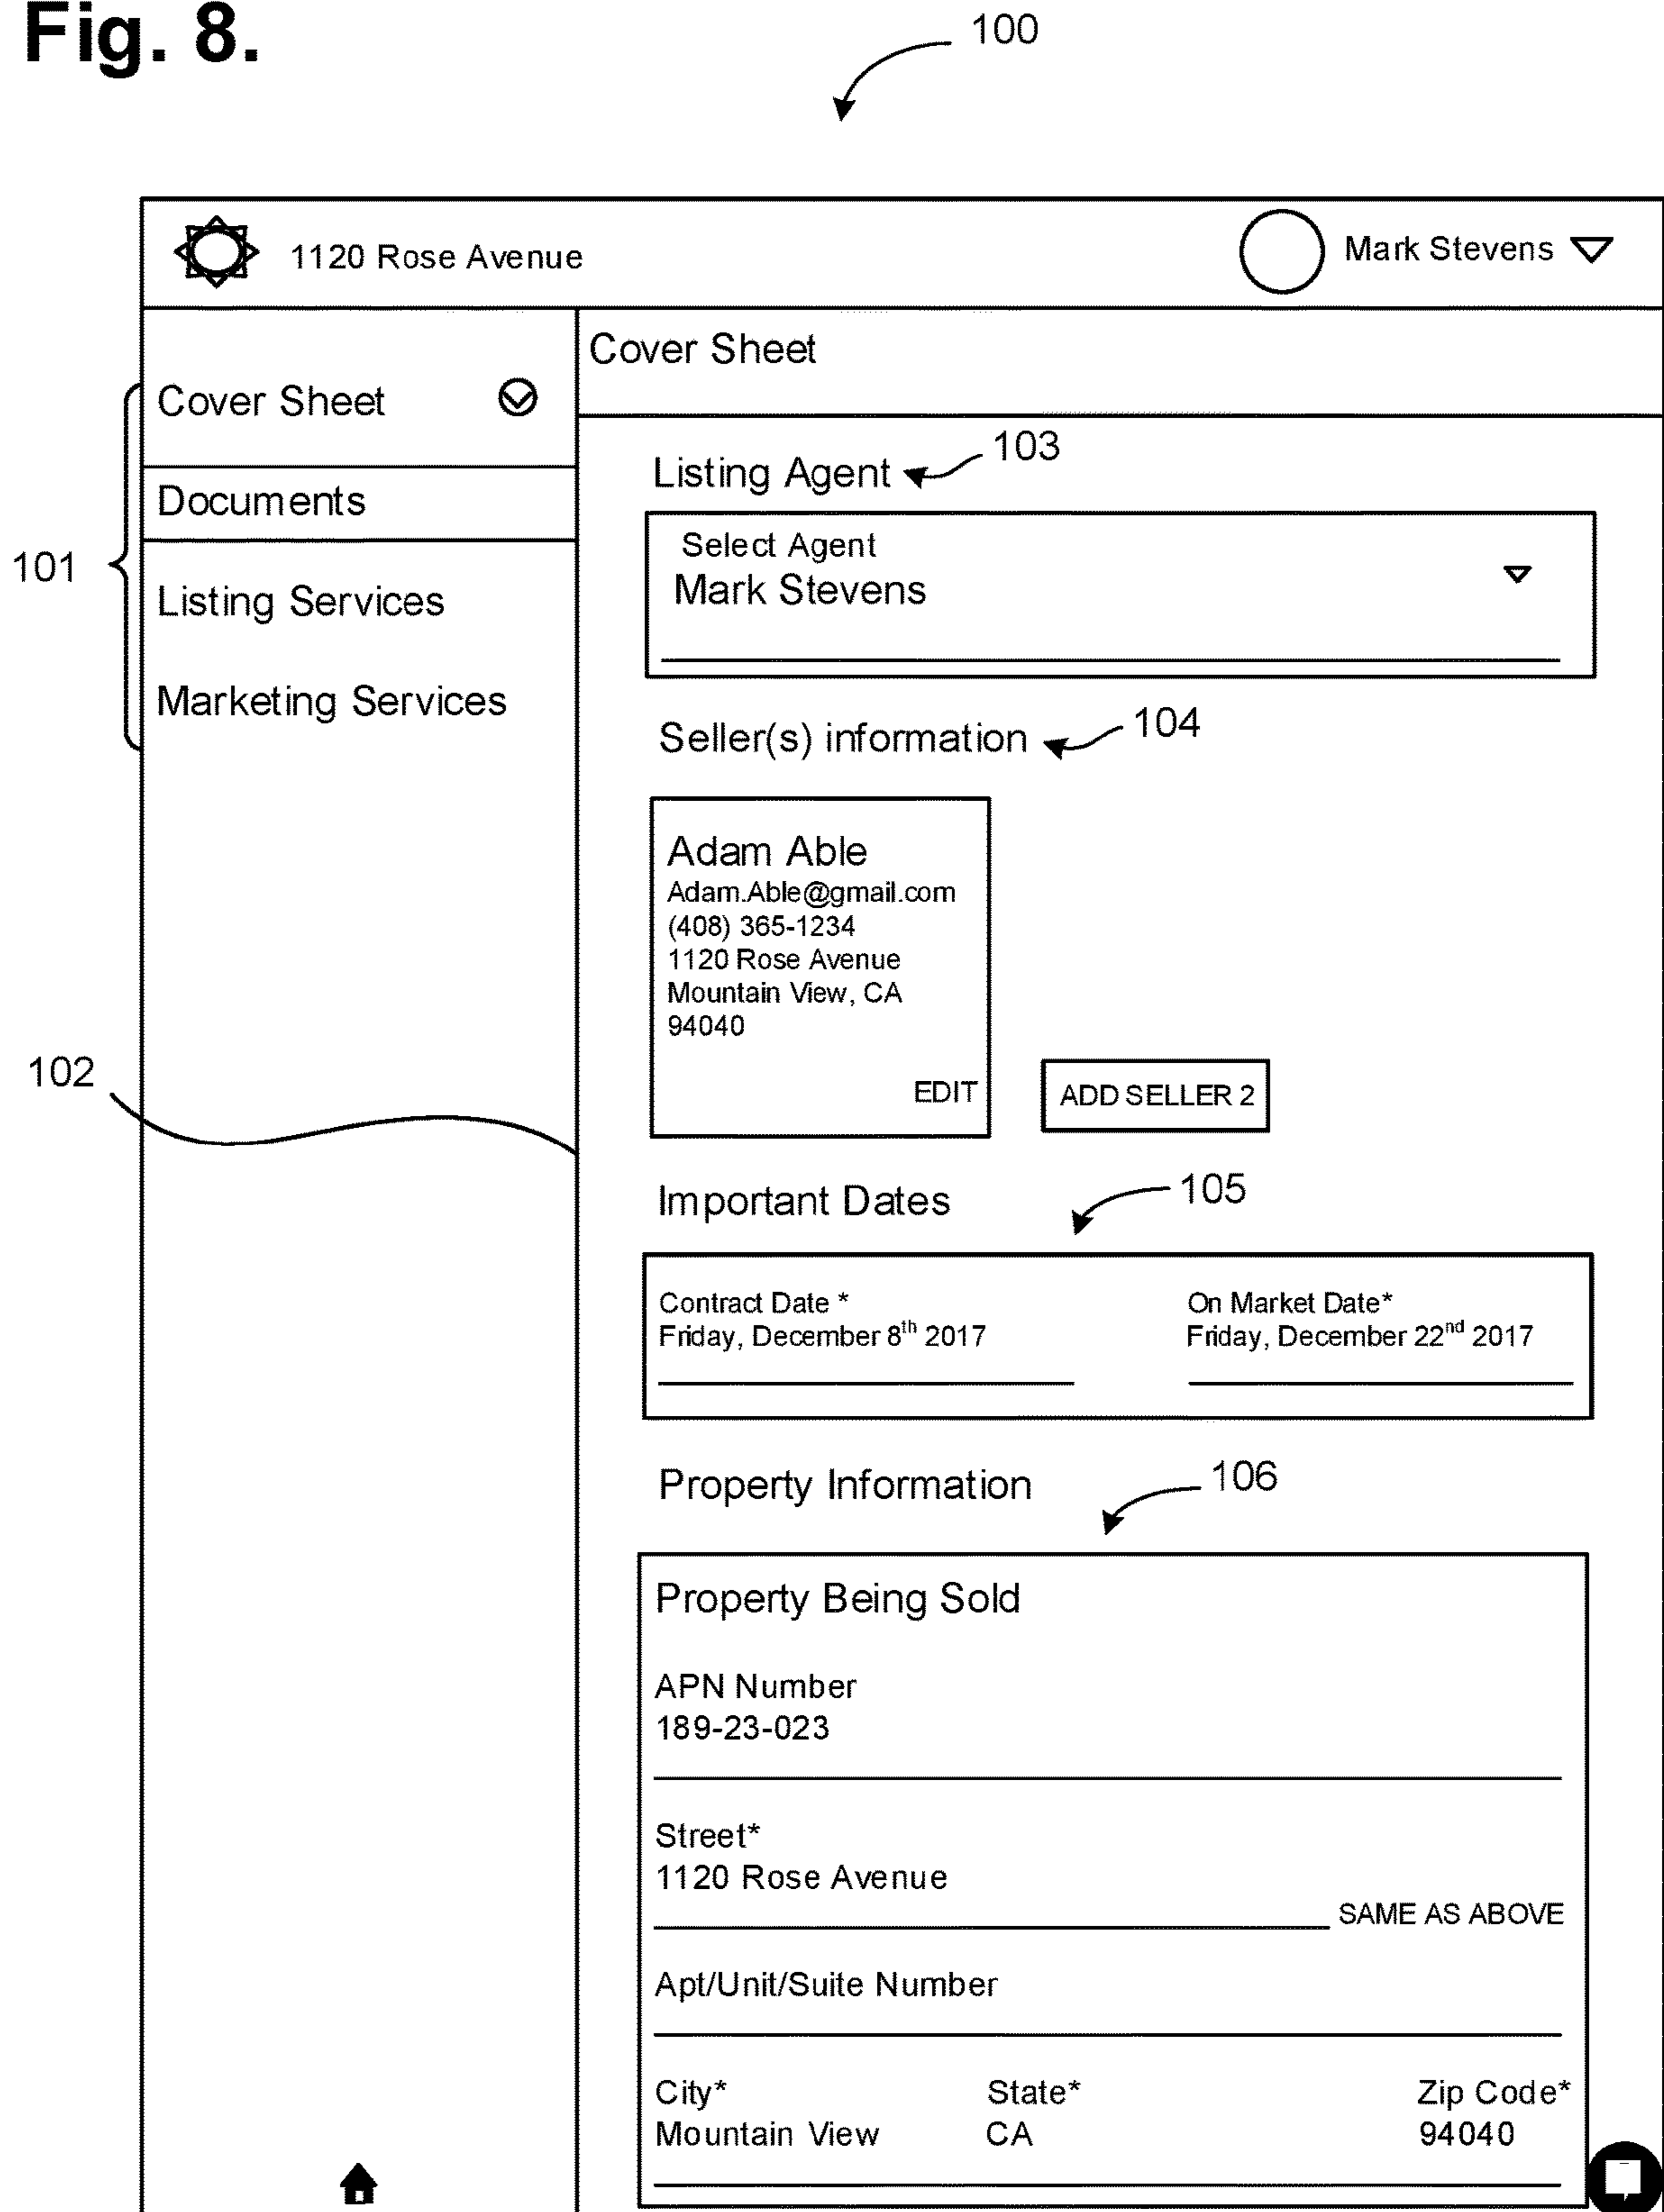 Fig. 8.
100
1120 Rose Avenue
Mark Stevens
Cover Sheet
Documents
Listing Services
Marketing Services
101
102
Cover Sheet
Listing Agent
103
Select Agent
Mark Stevens
Seller(s) information
104
Adam Able
Adam.Able@gmail.com
(408) 365-1234
1120 Rose Avenue
Mountain View, CA
94040
EDIT
ADD SELLER 2
Important Dates
105
Contract Date *
Friday, December 8th 2017
On Market Date*
Friday, December 22nd 2017
Property Information
106
Property Being Sold
APN Number
189-23-023
Street*
1120 Rose Avenue
SAME AS ABOVE
Apt/Unit/Suite Number
City*
Mountain View
State*
CA
Zip Code*
94040